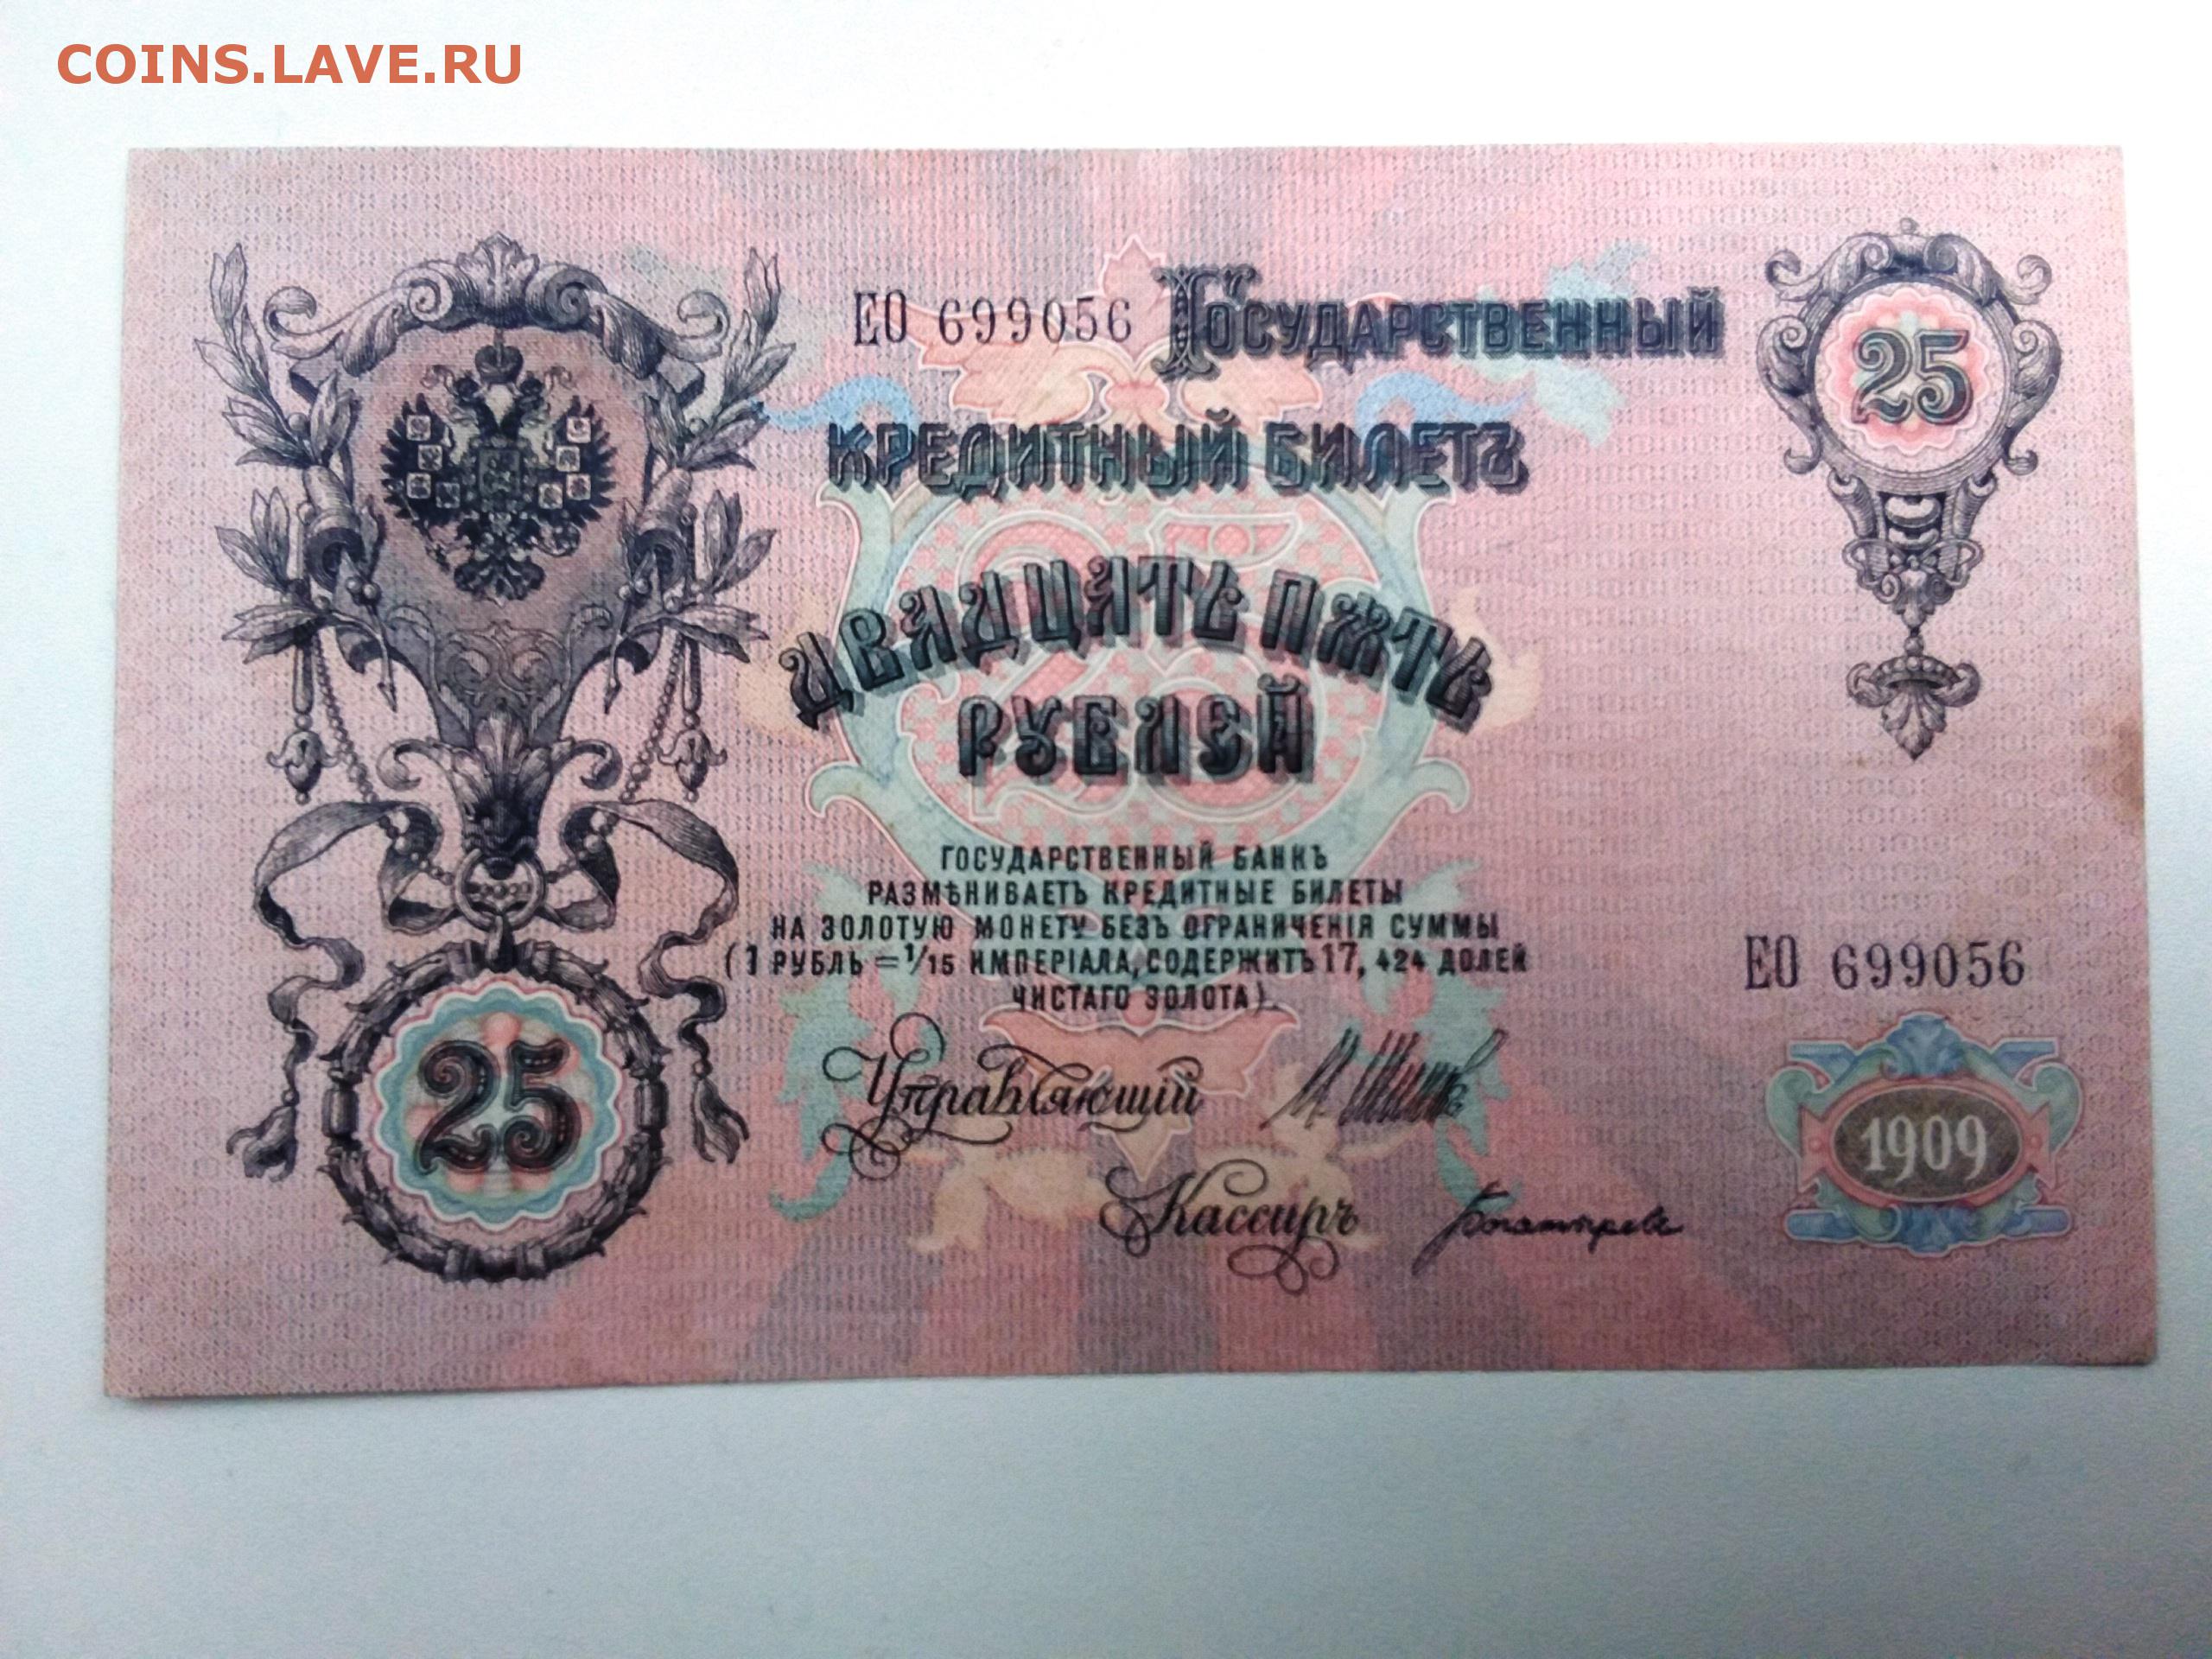 COINS.LAVE.RU
ЕО 699056 Государственный
25
КРЕДИТНЫЙ БИЛЕТЪ
ДВАДЦАТЬ ПЯТЬ
РУБЛЕЙ
ГОСУДАРСТВЕННЫЙ БАНКЪ
РАЗМѢНИВАЕТЪ КРЕДИТНЫЕ БИЛЕТЫ
НА ЗОЛОТУЮ МОНЕТУ БЕЗЪ ОГРАНИЧЕНІЯ СУММЫ
(1 РУБЛЬ = 1/15 ИМПЕРІАЛА, СОДЕРЖИТЪ 17,424 ДОЛЕЙ
ЧИСТАГО ЗОЛОТА).
ЕО 699056
25
Управляющій
1909
Кассиръ